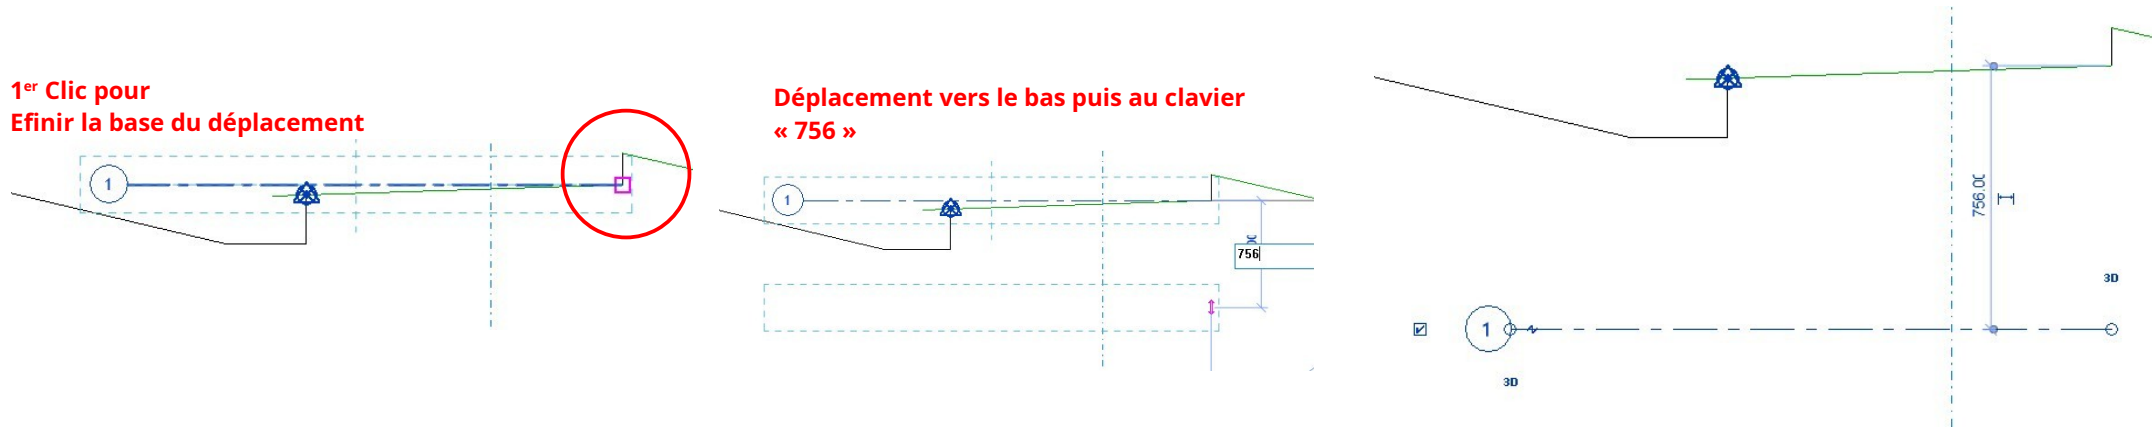 1er Clic pour
Efinir la base du déplacement
1
Déplacement vers le bas puis au clavier
« 756 »
1
756
756.00
3D
1
3D